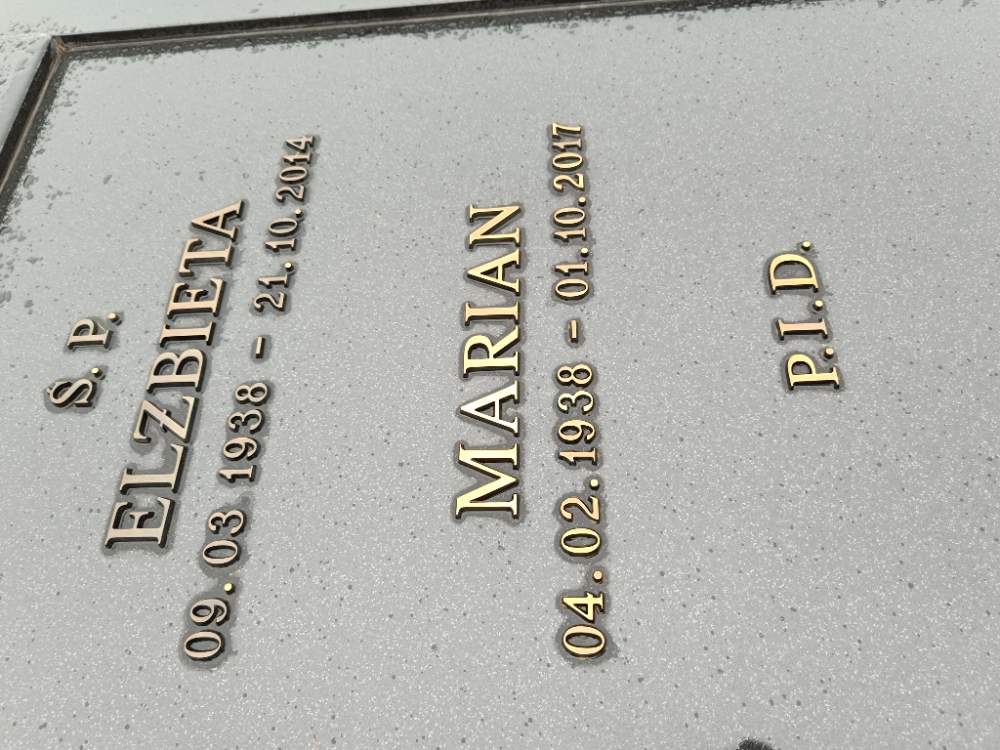 Ś. P.
ELZBIETA
09.03 1938 - 21.10.2014
MARIAN
04.02.1938 - 01.10.2017
P.I.D.